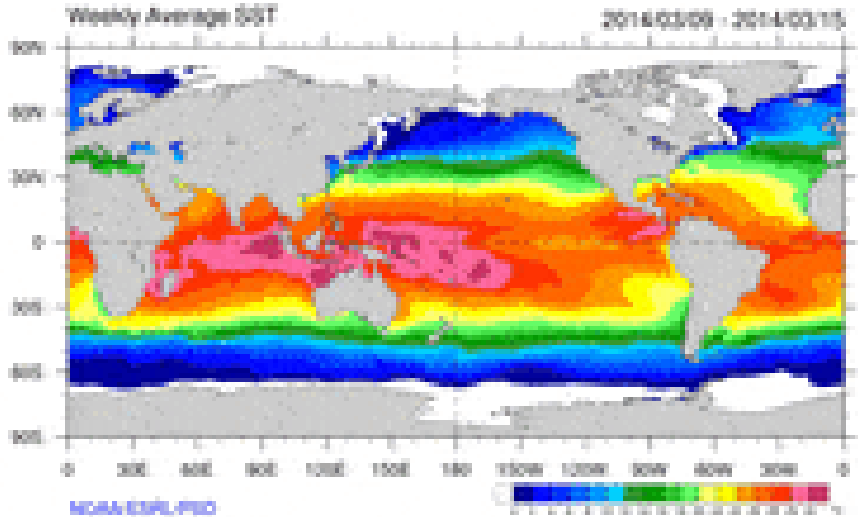 Weekly Average SST
2014/03/09 - 2014/03/15
90N
60N
30N
0
30S
60S
90S
0 30E 60E 90E 120E 150E 180 150W 120W 90W 60W 30W 0
NOAA/ESRL-PSD